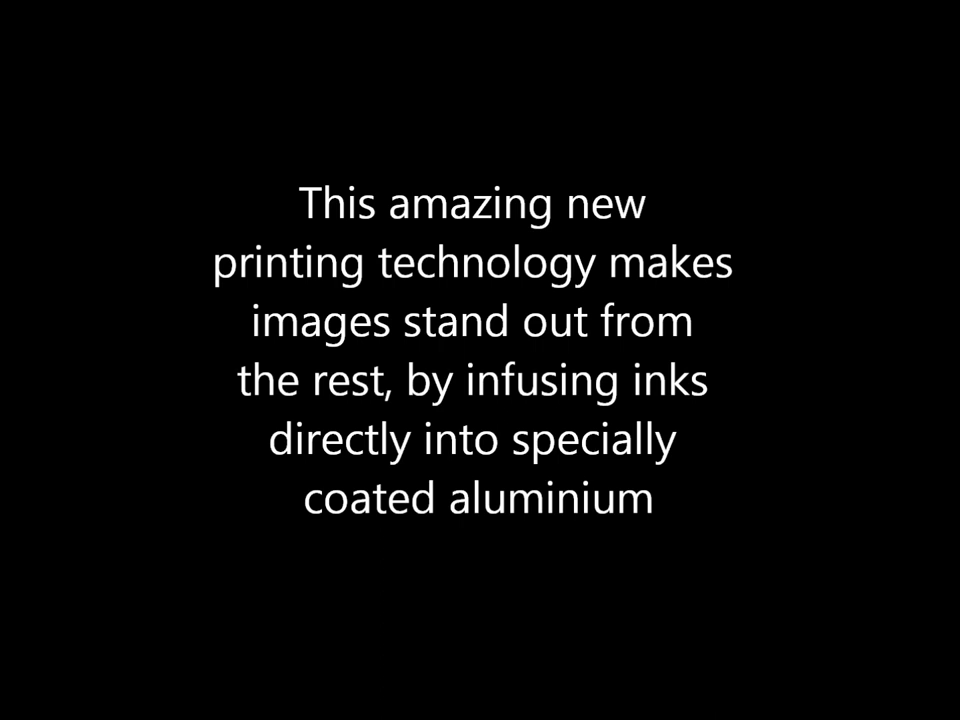 This amazing new
printing technology makes
images stand out from
the rest, by infusing inks
directly into specially
coated aluminium